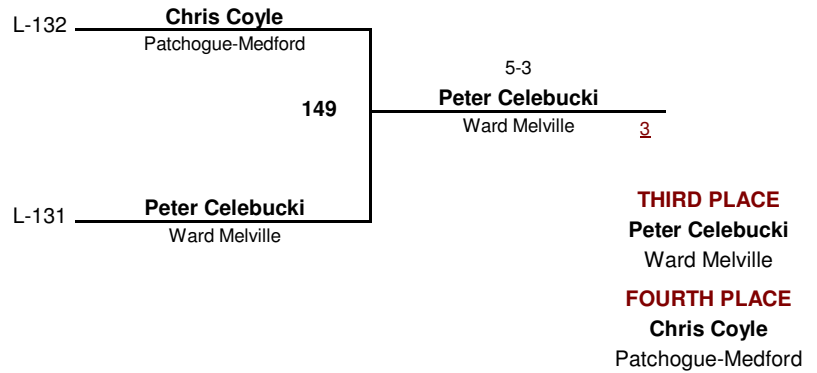 L-132
Chris Coyle
Patchogue-Medford
5-3
149
Peter Celebucki
Ward Melville
3
L-131
Peter Celebucki
Ward Melville
THIRD PLACE
Peter Celebucki
Ward Melville
FOURTH PLACE
Chris Coyle
Patchogue-Medford